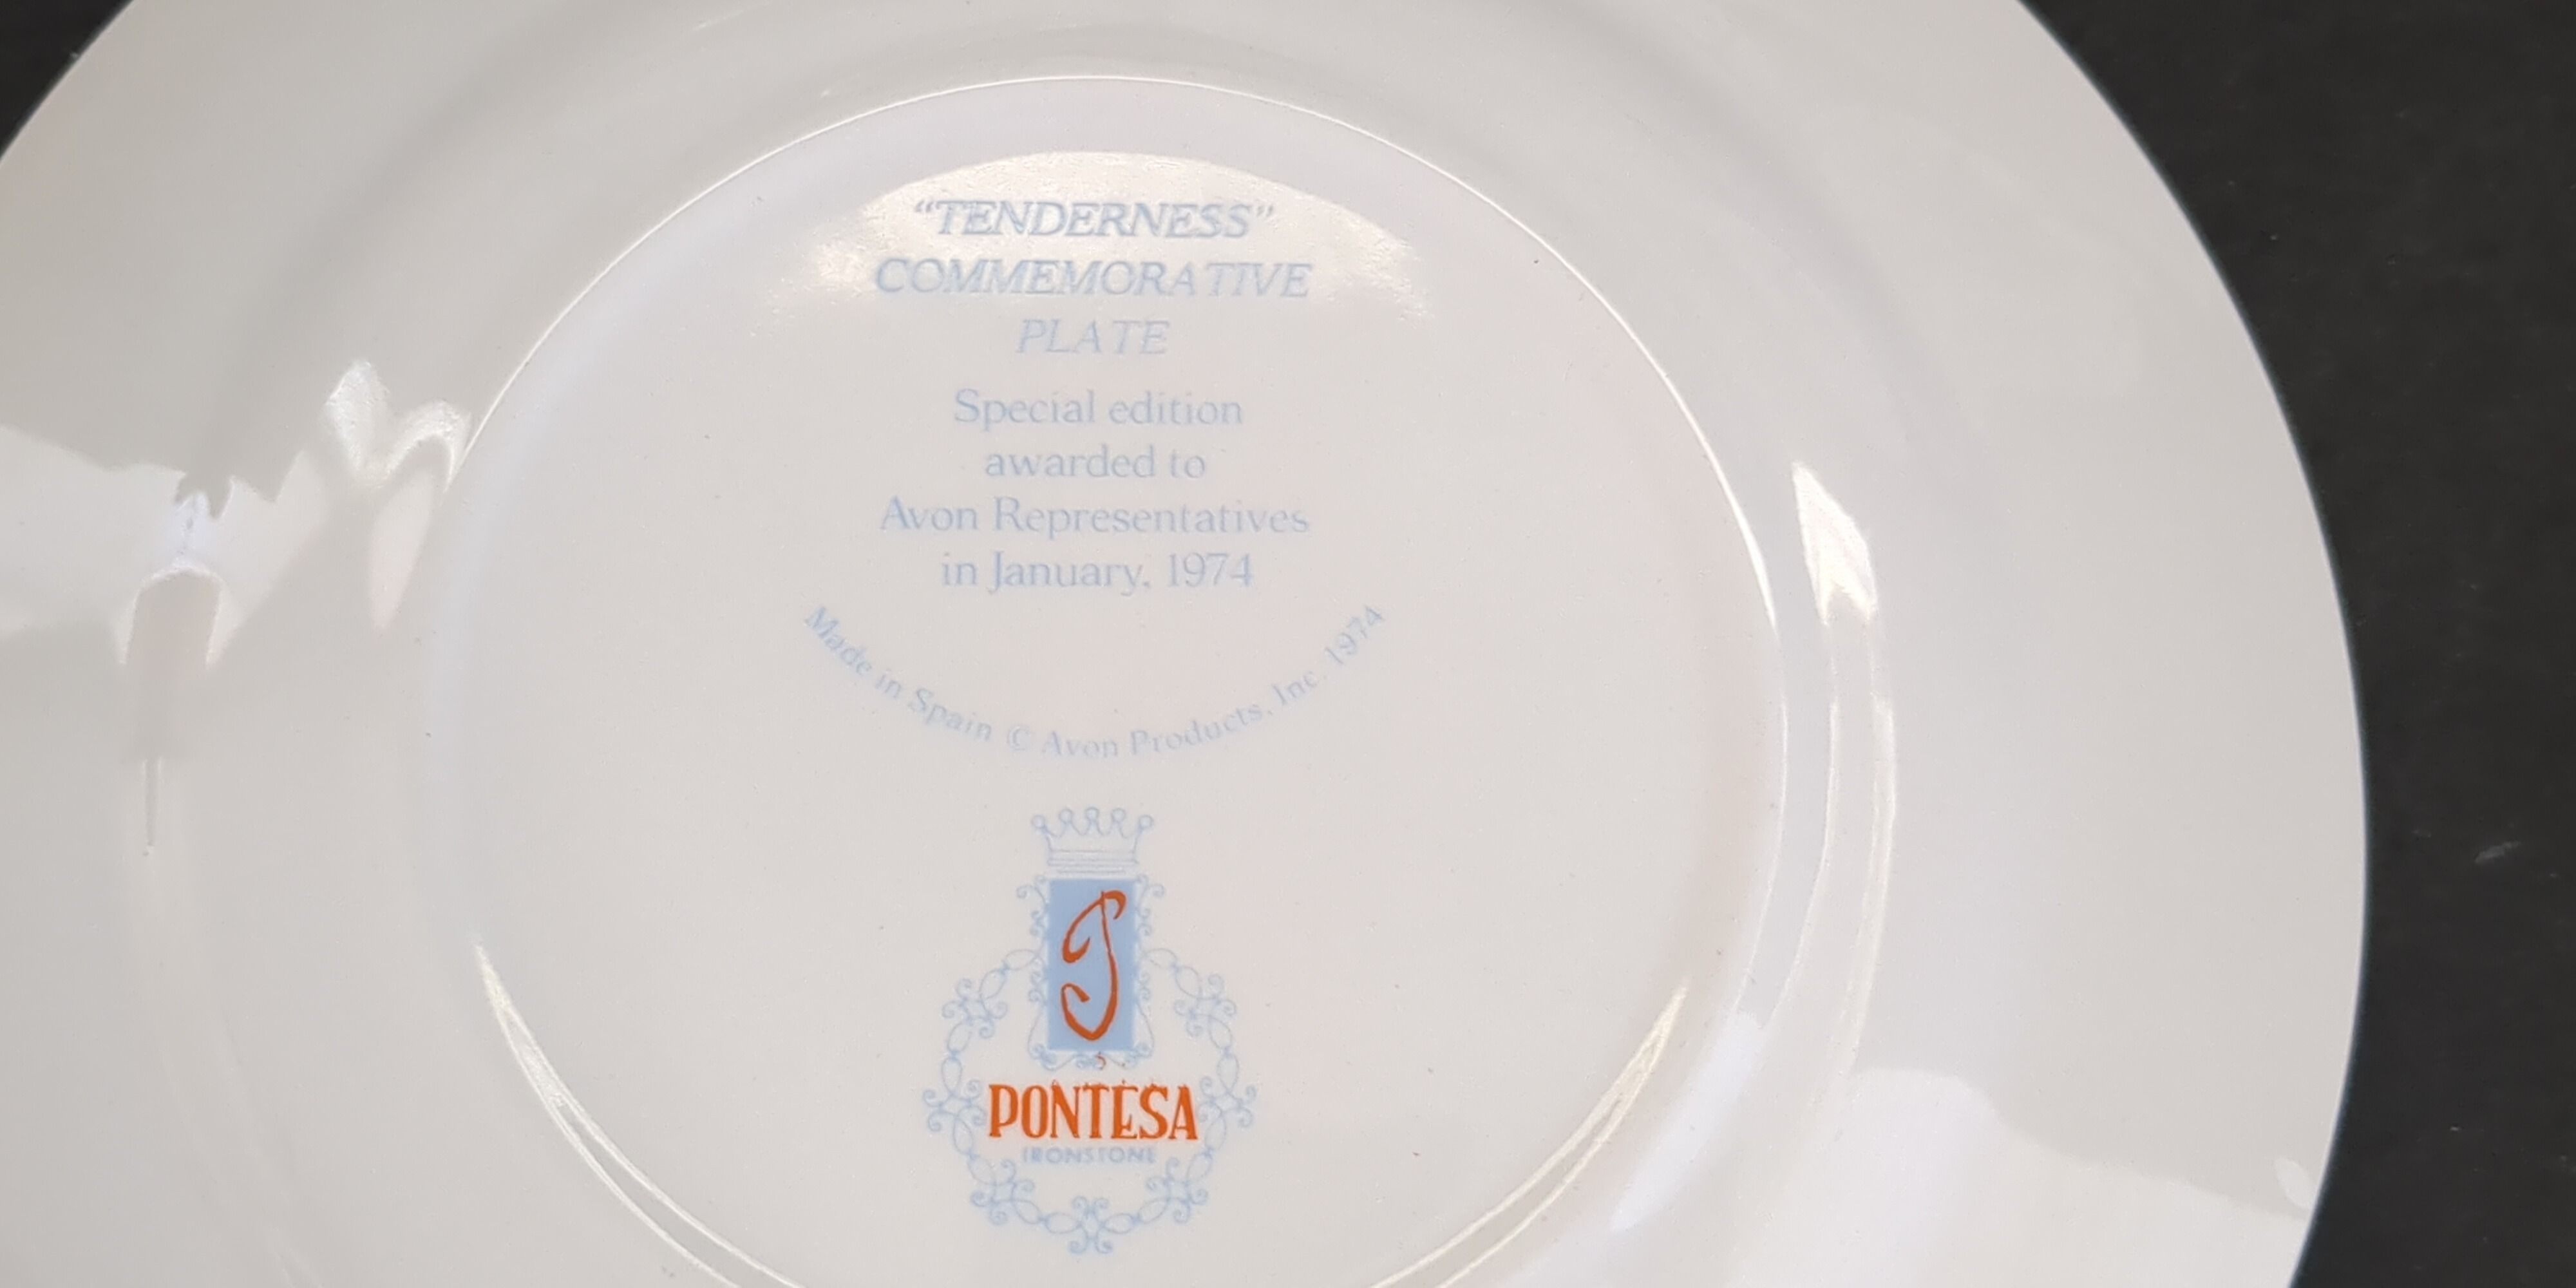 “TENDERNESS”
COMMEMORATIVE
PLATE
Special edition
awarded to
Avon Representatives
in January, 1974
Made in Spain © Avon Products, Inc. 1974
P
PONTESA
IRONSTONE